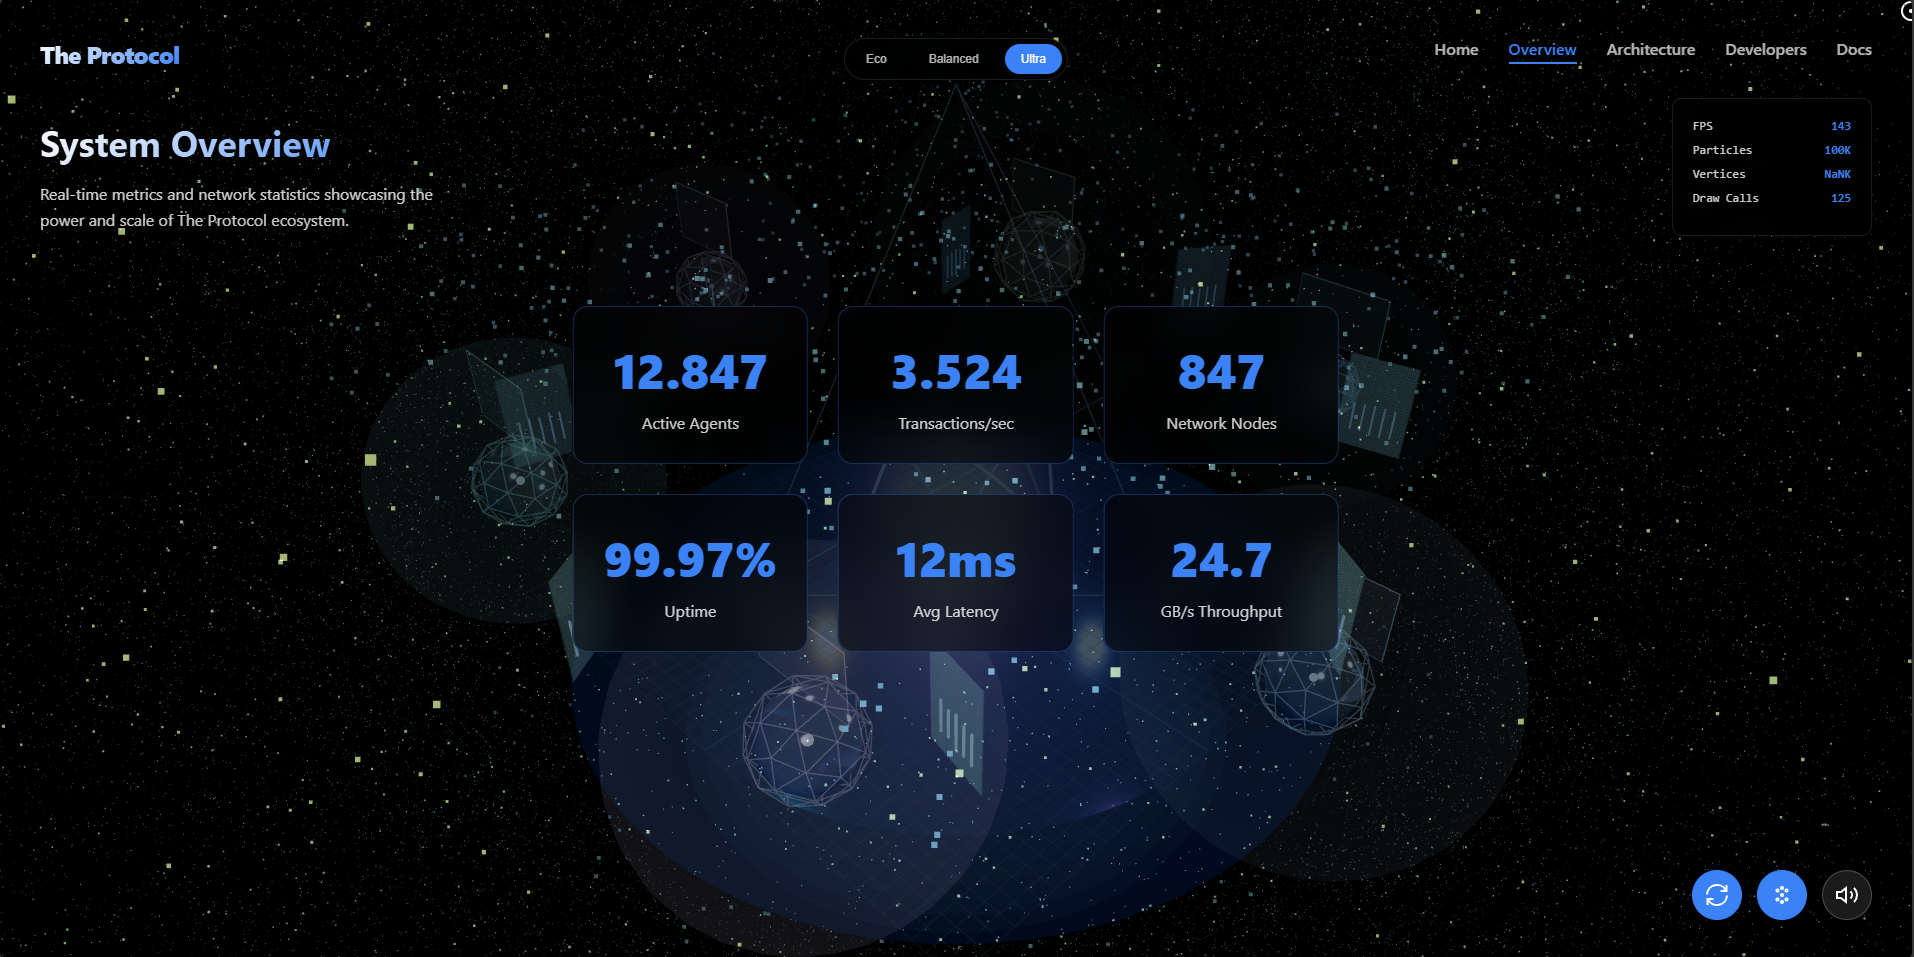 The Protocol
Eco Balanced Ultra
Home Overview Architecture Developers Docs
System Overview
Real-time metrics and network statistics showcasing the
power and scale of The Protocol ecosystem.
FPS 143
Particles 100K
Vertices NaNK
Draw Calls 125
12.847
Active Agents
3.524
Transactions/sec
847
Network Nodes
99.97%
Uptime
12ms
Avg Latency
24.7
GB/s Throughput